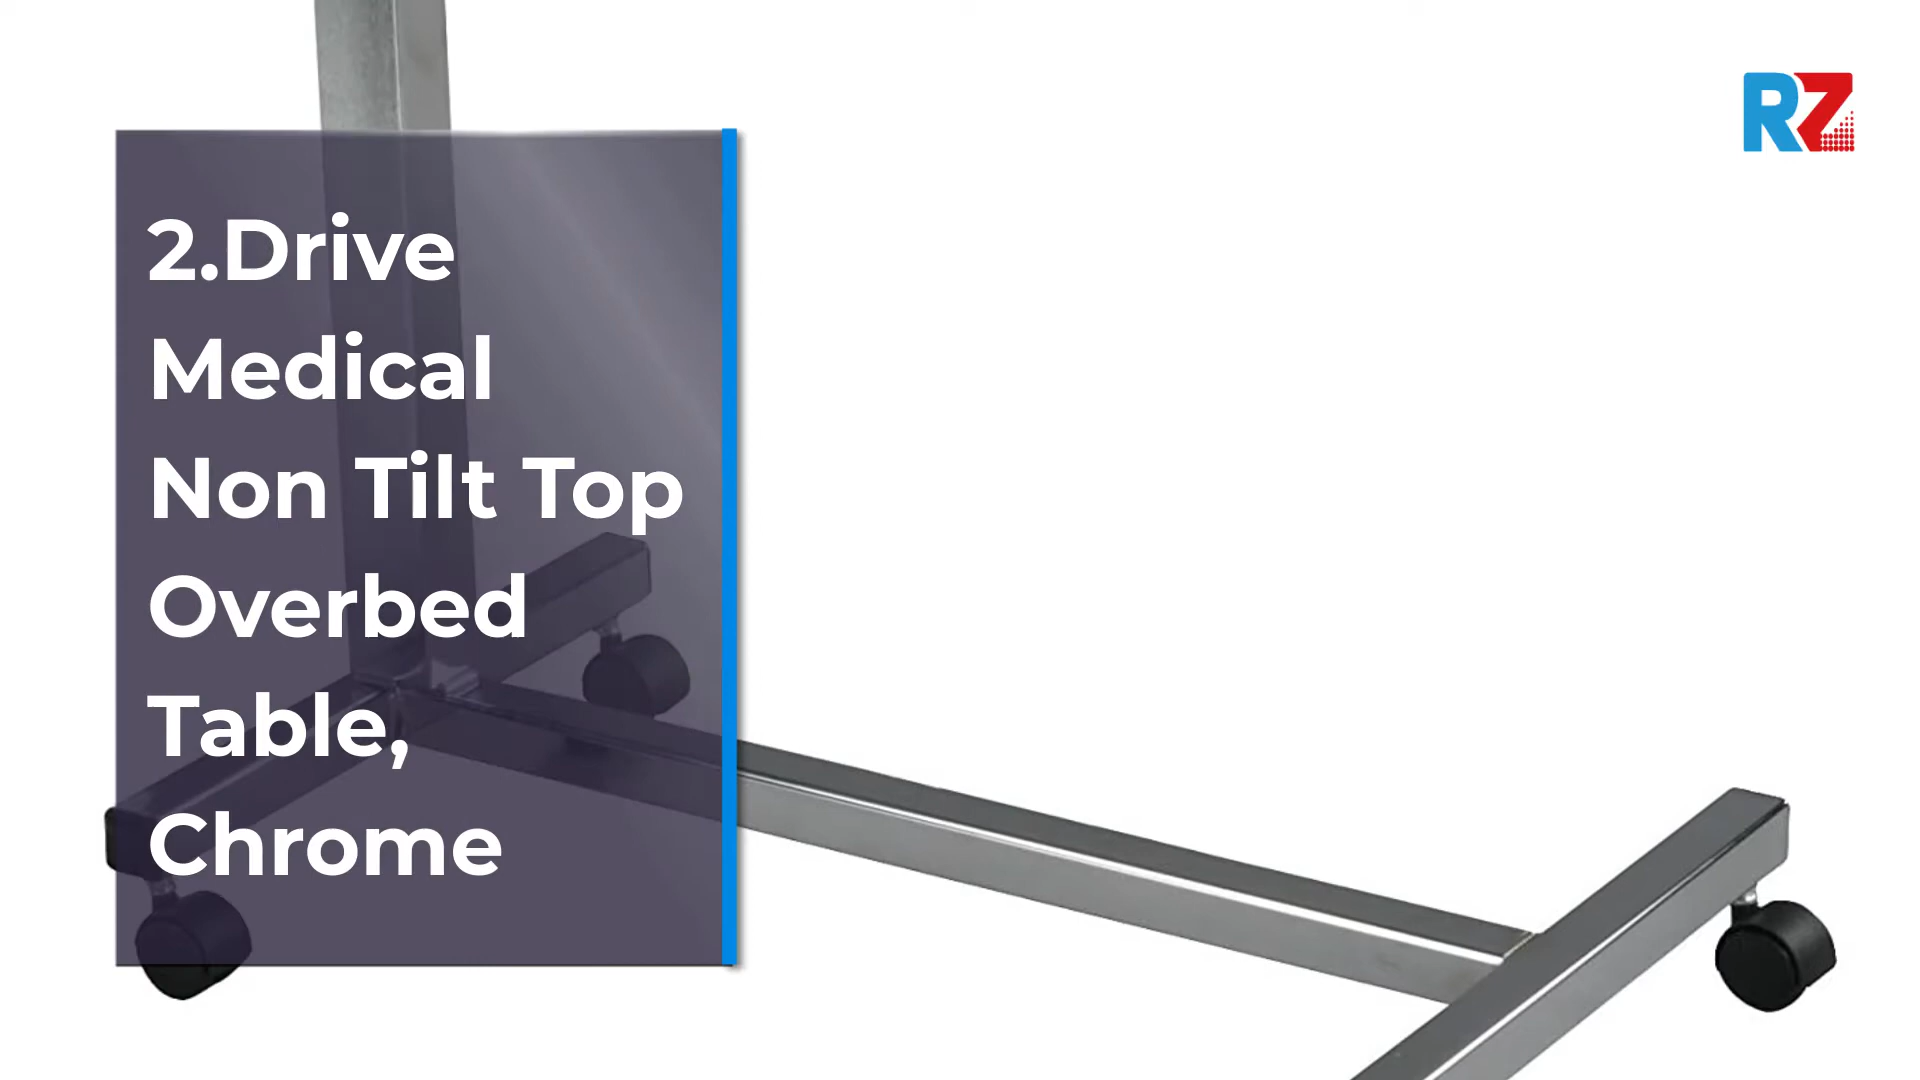 RZ
2.Drive
Medical
Non Tilt Top
Overbed
Table,
Chrome